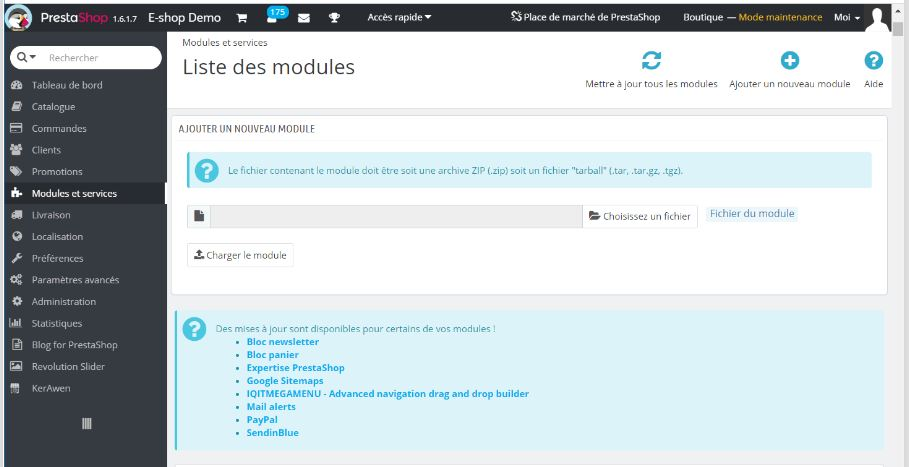 PrestaShop 1.6.1.7 E-shop Demo 175 Accès rapide Place de marché de PrestaShop Boutique — Mode maintenance Moi
Rechercher
Tableau de bord
Catalogue
Commandes
Clients
Promotions
Modules et services
Livraison
Localisation
Préférences
Paramètres avancés
Administration
Statistiques
Blog for PrestaShop
Revolution Slider
KerAwen
Modules et services
Liste des modules
Mettre à jour tous les modules
Ajouter un nouveau module
Aide
AJOUTER UN NOUVEAU MODULE
Le fichier contenant le module doit être soit une archive ZIP (.zip) soit un fichier "tarball" (.tar, .tar.gz, .tgz).
Choisissez un fichier
Fichier du module
Charger le module
Des mises à jour sont disponibles pour certains de vos modules !
Bloc newsletter
Bloc panier
Expertise PrestaShop
Google Sitemaps
IQITMEGAMENU - Advanced navigation drag and drop builder
Mail alerts
PayPal
SendinBlue